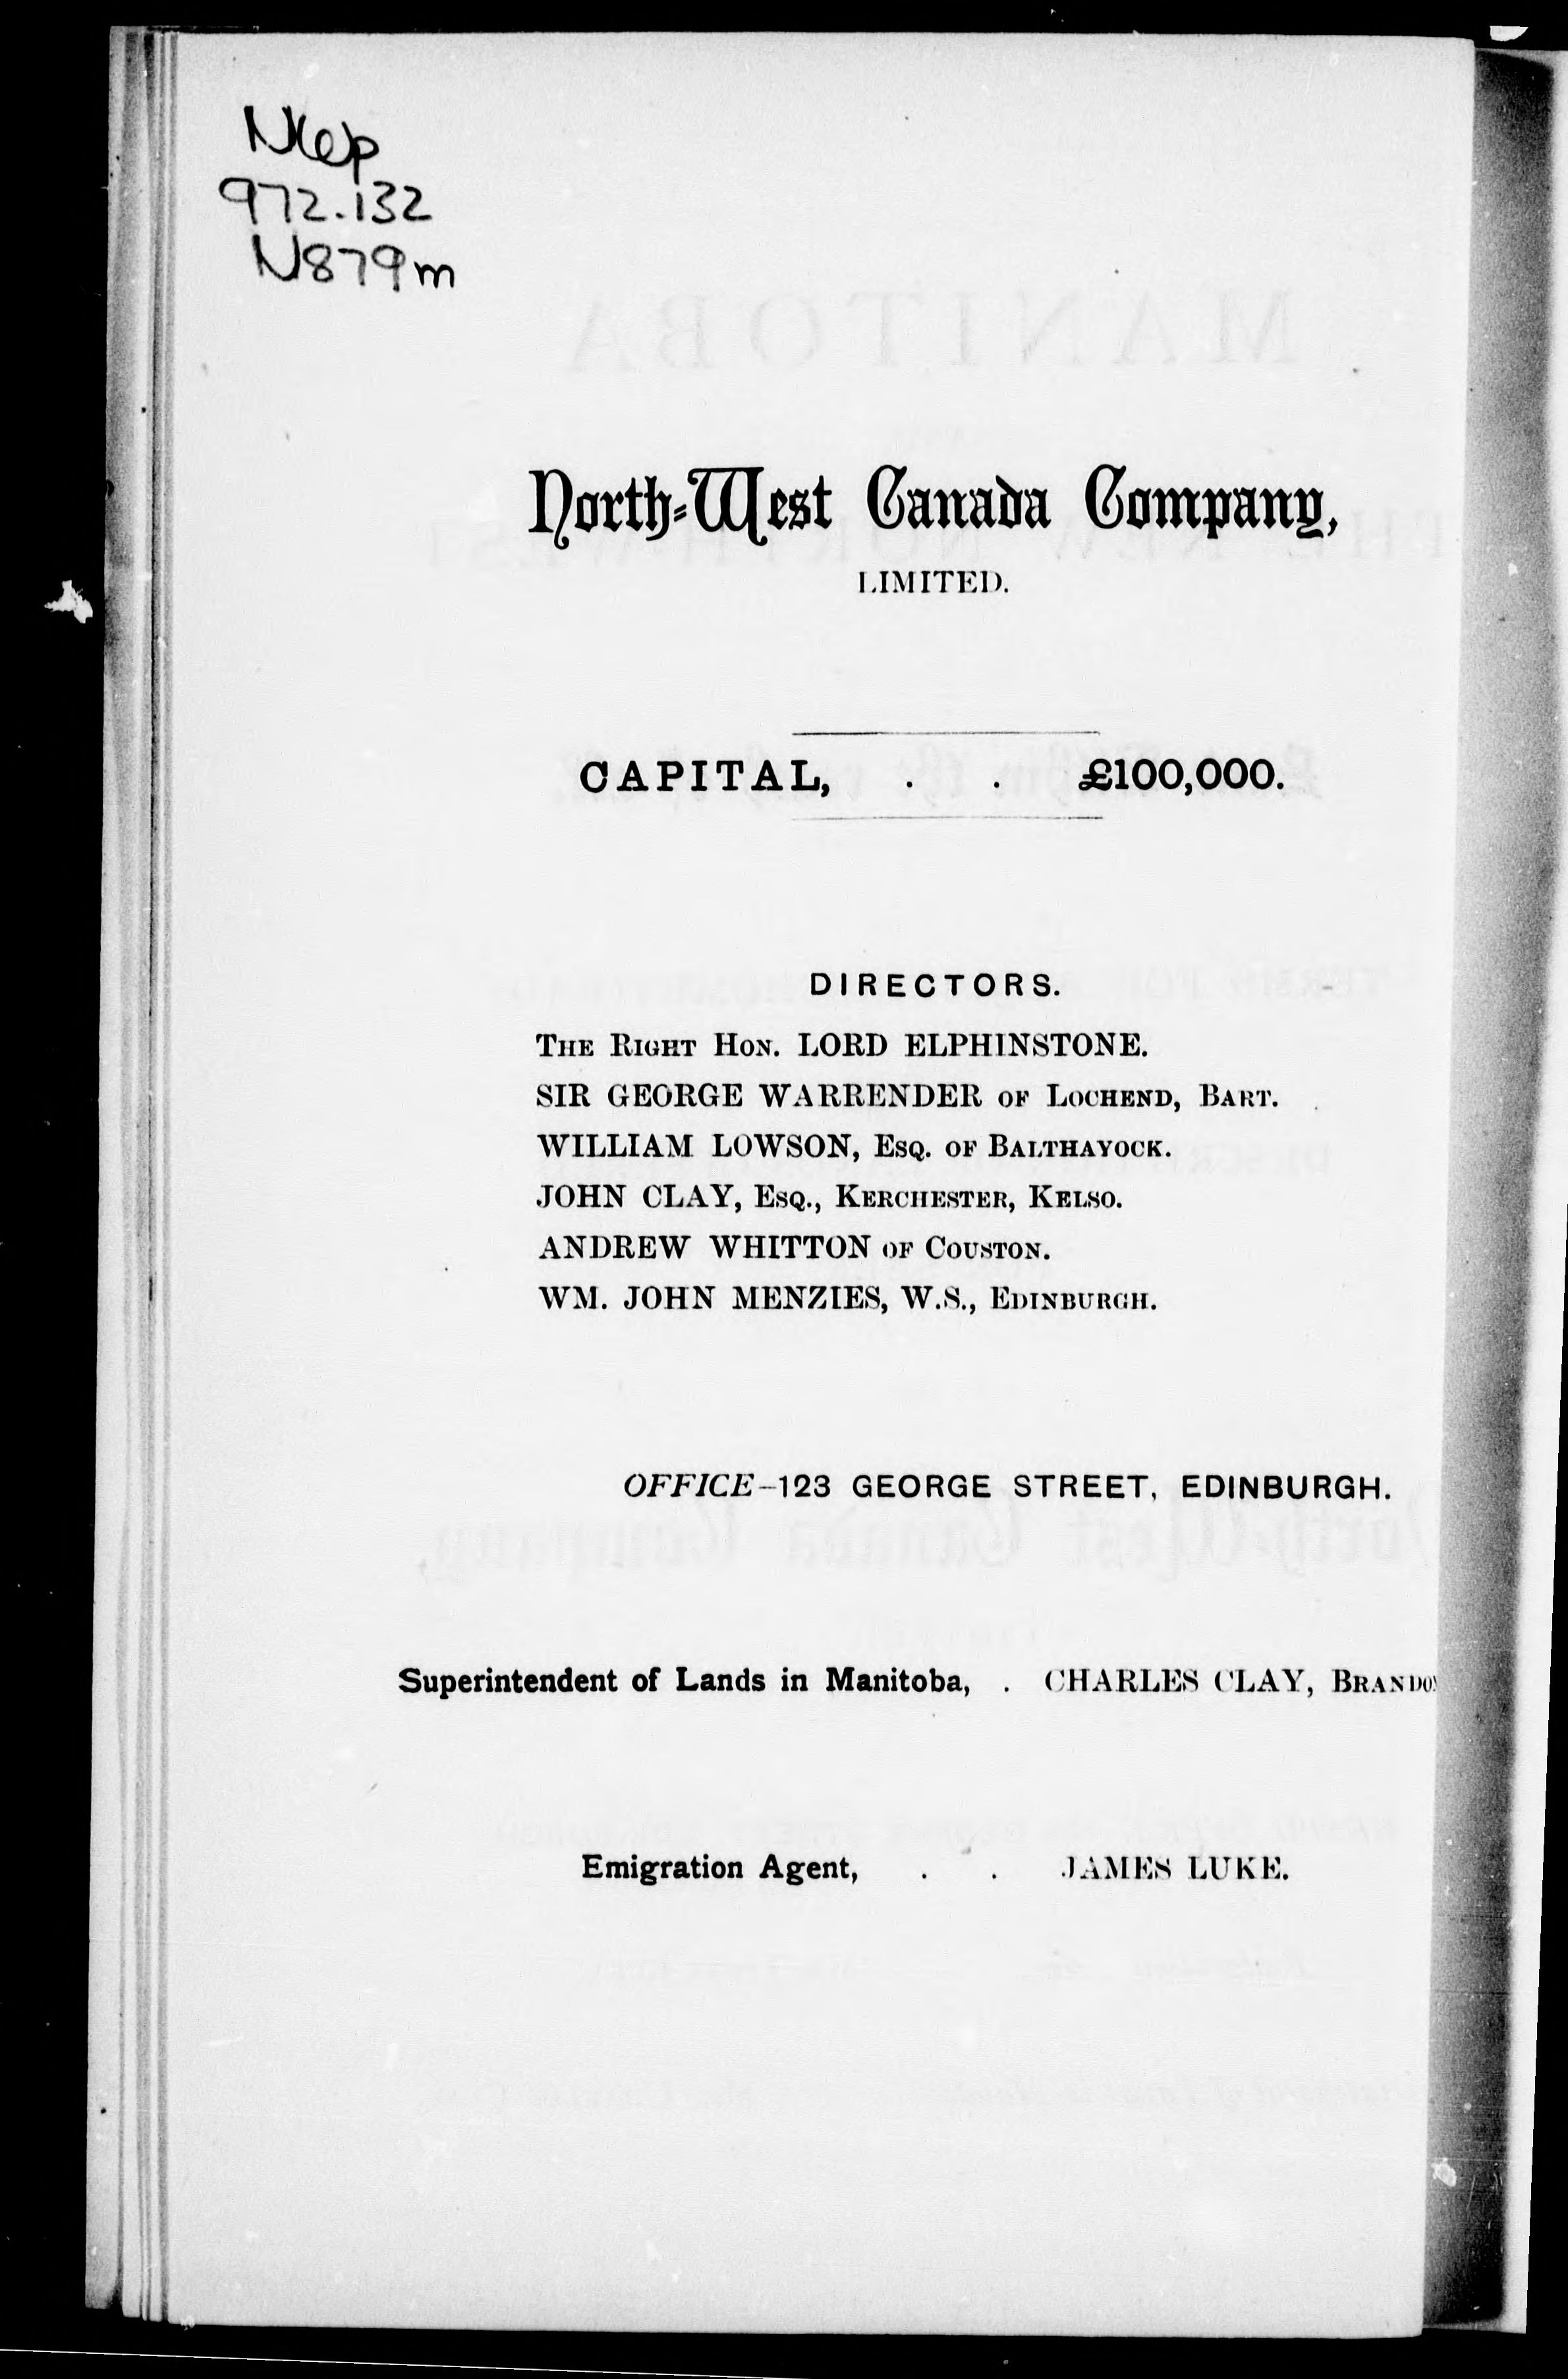 972.132
N879m
North-West Canada Company,
LIMITED.
CAPITAL, . . £100,000.
DIRECTORS.
THE RIGHT HON. LORD ELPHINSTONE.
SIR GEORGE WARRENDER OF LOCHEND, BART.
WILLIAM LOWSON, ESQ. OF BALTHAYOCK.
JOHN CLAY, ESQ., KERCHESTER, KELSO.
ANDREW WHITTON OF COUSTON.
WM. JOHN MENZIES, W.S., EDINBURGH.
OFFICE–123 GEORGE STREET, EDINBURGH.
Superintendent of Lands in Manitoba, . CHARLES CLAY,
Emigration Agent, . . JAMES LUKE.